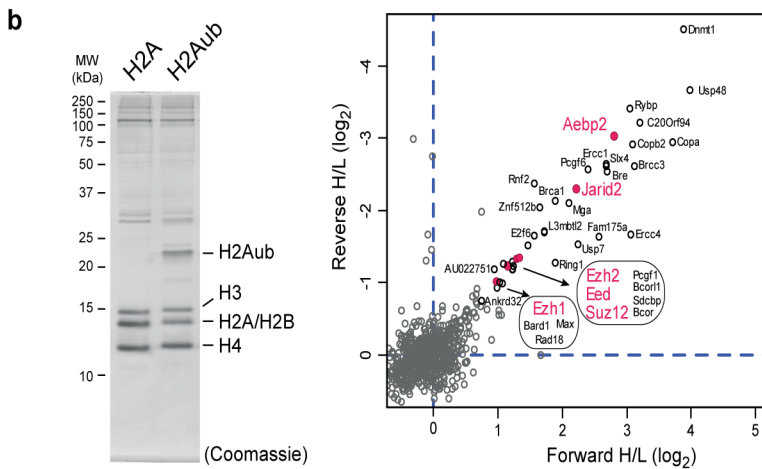 b
MW
(kDa)
H2A
H2Aub
250
150
100
75
50
37
25
20
15
10
H2Aub
H3
H2A/H2B
H4
(Coomassie)
Reverse H/L (log2)
-4
-3
-2
-1
0
Dnmt1
Usp48
Rybp
C20Orf94
Aebp2
Copb2
Copa
Ercc1
Slx4
Pcgf6
Bre
Brcc3
Rnf2
Jarid2
Brca1
Znf512b
Mga
E2f6
L3mbtl2
Fam175a
Ercc4
Usp7
AU022751
Ring1
Ankrd32
Ezh2
Eed
Suz12
Pcgf1
Bcorl1
Sdcbp
Bcor
Ezh1
Bard1
Max
Rad18
0
1
2
3
4
5
Forward H/L (log2)